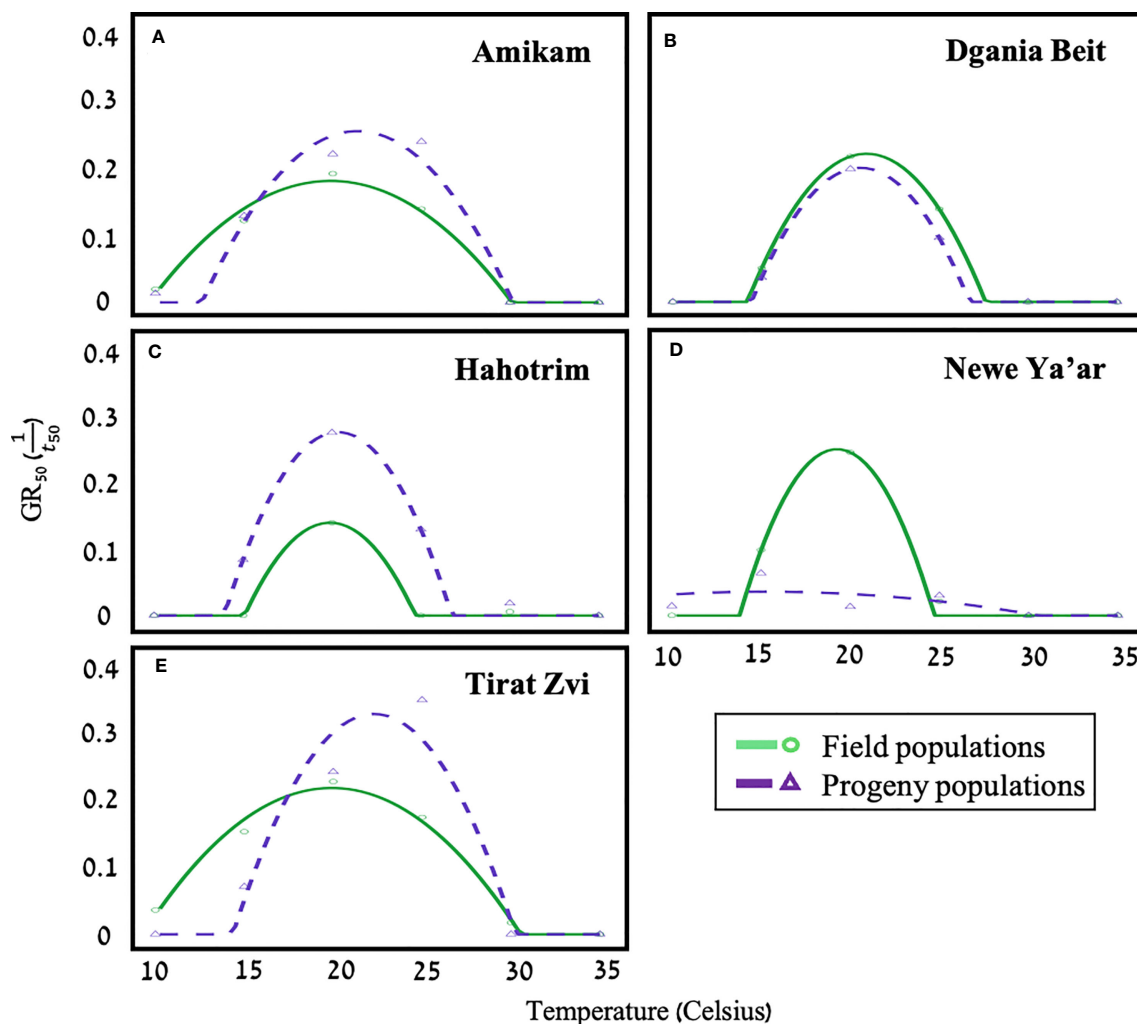 A
Amikam
0.4
0.3
0.2
0.1
0
B
Dgania Beit
C
Hahotrim
0.4
0.3
0.2
0.1
0
D
Newe Ya'ar
10 15 20 25 30 35
E
Tirat Zvi
0.4
0.3
0.2
0.1
0
10 15 20 25 30 35
GR50 (1/t50)
Temperature (Celsius)
Field populations
Progeny populations